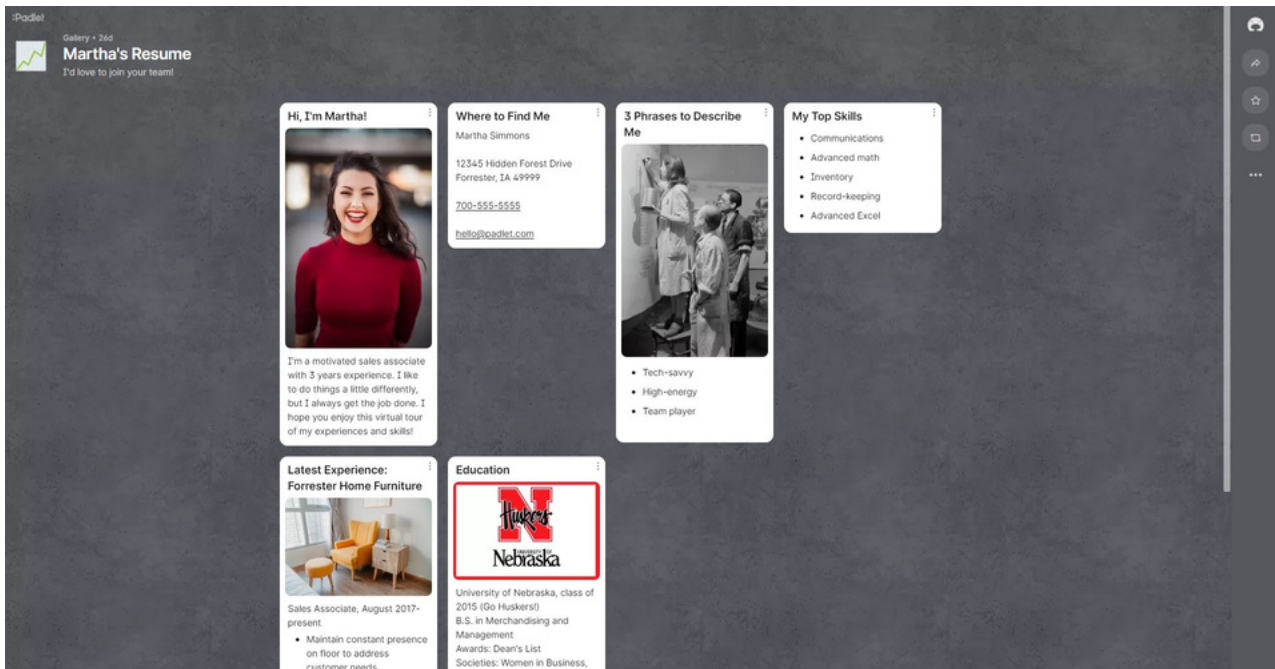 :Padlet
Gallery • 26d
Martha's Resume
I'd love to join your team!
Hi, I'm Martha!
I'm a motivated sales associate
with 3 years experience. I like
to do things a little differently,
but I always get the job done. I
hope you enjoy this virtual tour
of my experiences and skills!
Where to Find Me
Martha Simmons
12345 Hidden Forest Drive
Forrester, IA 49999
700-555-5555
hello@padlet.com
3 Phrases to Describe
Me
• Tech-savvy
• High-energy
• Team player
My Top Skills
• Communications
• Advanced math
• Inventory
• Record-keeping
• Advanced Excel
Latest Experience:
Forrester Home Furniture
Sales Associate, August 2017-
present
• Maintain constant presence
on floor to address
customer needs
Education
N
Huskers
UNIVERSITY OF
Nebraska
University of Nebraska, class of
2015 (Go Huskers!)
B.S. in Merchandising and
Management
Awards: Dean's List
Societies: Women in Business,